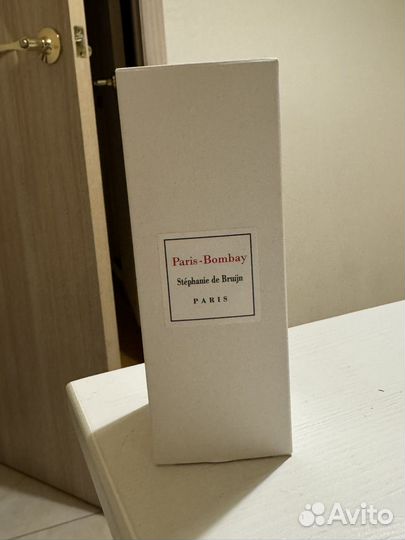 Paris-Bombay
Stéphanie de Bruijn
PARIS
Avito